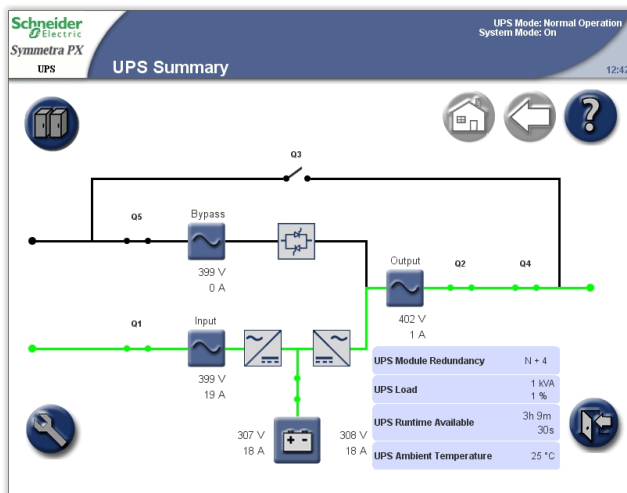 Schneider
Electric
Symmetra PX
UPS
UPS Summary
UPS Mode: Normal Operation
System Mode: On
12:42
?
Q3
Q5
Bypass
399 V
0 A
Output
Q2
Q4
402 V
1 A
Q1
Input
399 V
19 A
307 V
18 A
308 V
18 A
UPS Module Redundancy N + 4
UPS Load 1 kVA
1 %
UPS Runtime Available 3h 9m
30s
UPS Ambient Temperature 25 °C